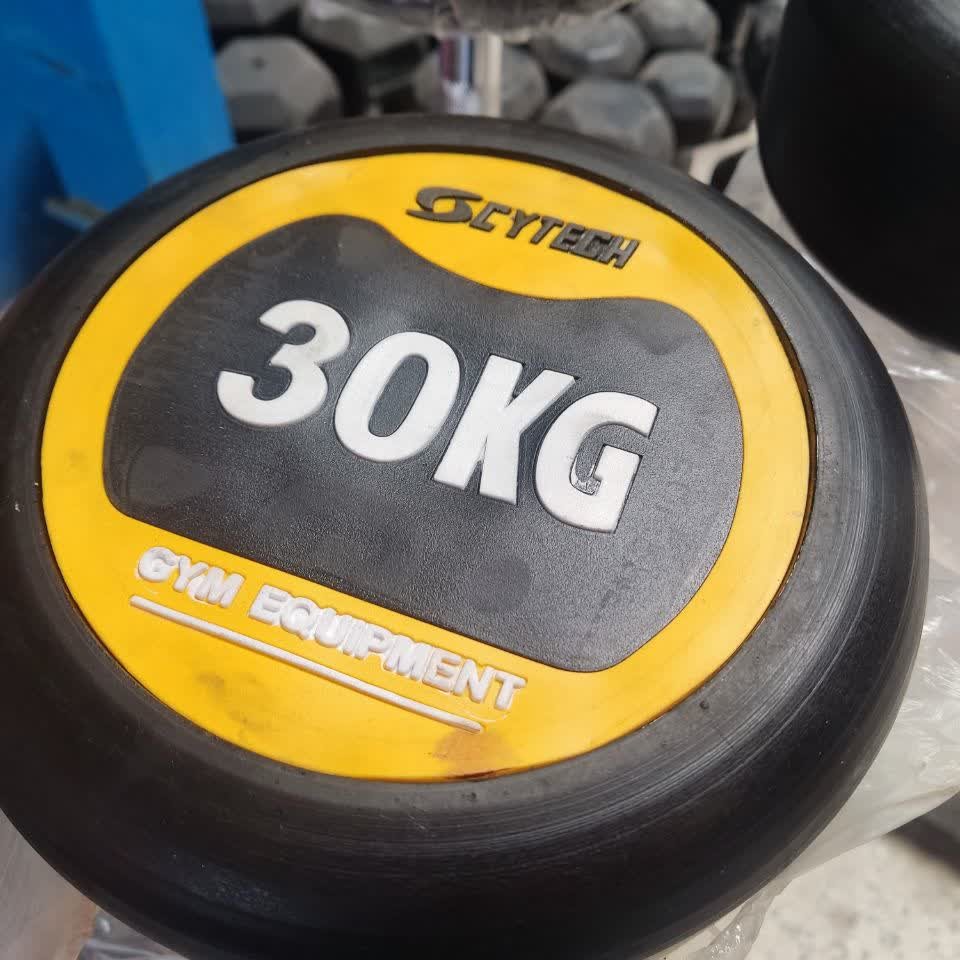 SCYTECH
30KG
GYM EQUIPMENT